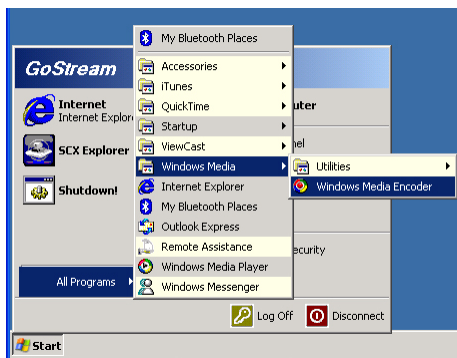 My Bluetooth Places
GoStream
Accessories
iTunes
Internet
Internet Explor
QuickTime
uter
Startup
SCX Explorer
ViewCast
nel
Windows Media
Utilities
Shutdown!
Internet Explorer
Windows Media Encoder
My Bluetooth Places
Outlook Express
Remote Assistance
ecurity
Windows Media Player
All Programs
Windows Messenger
Log Off
Disconnect
Start